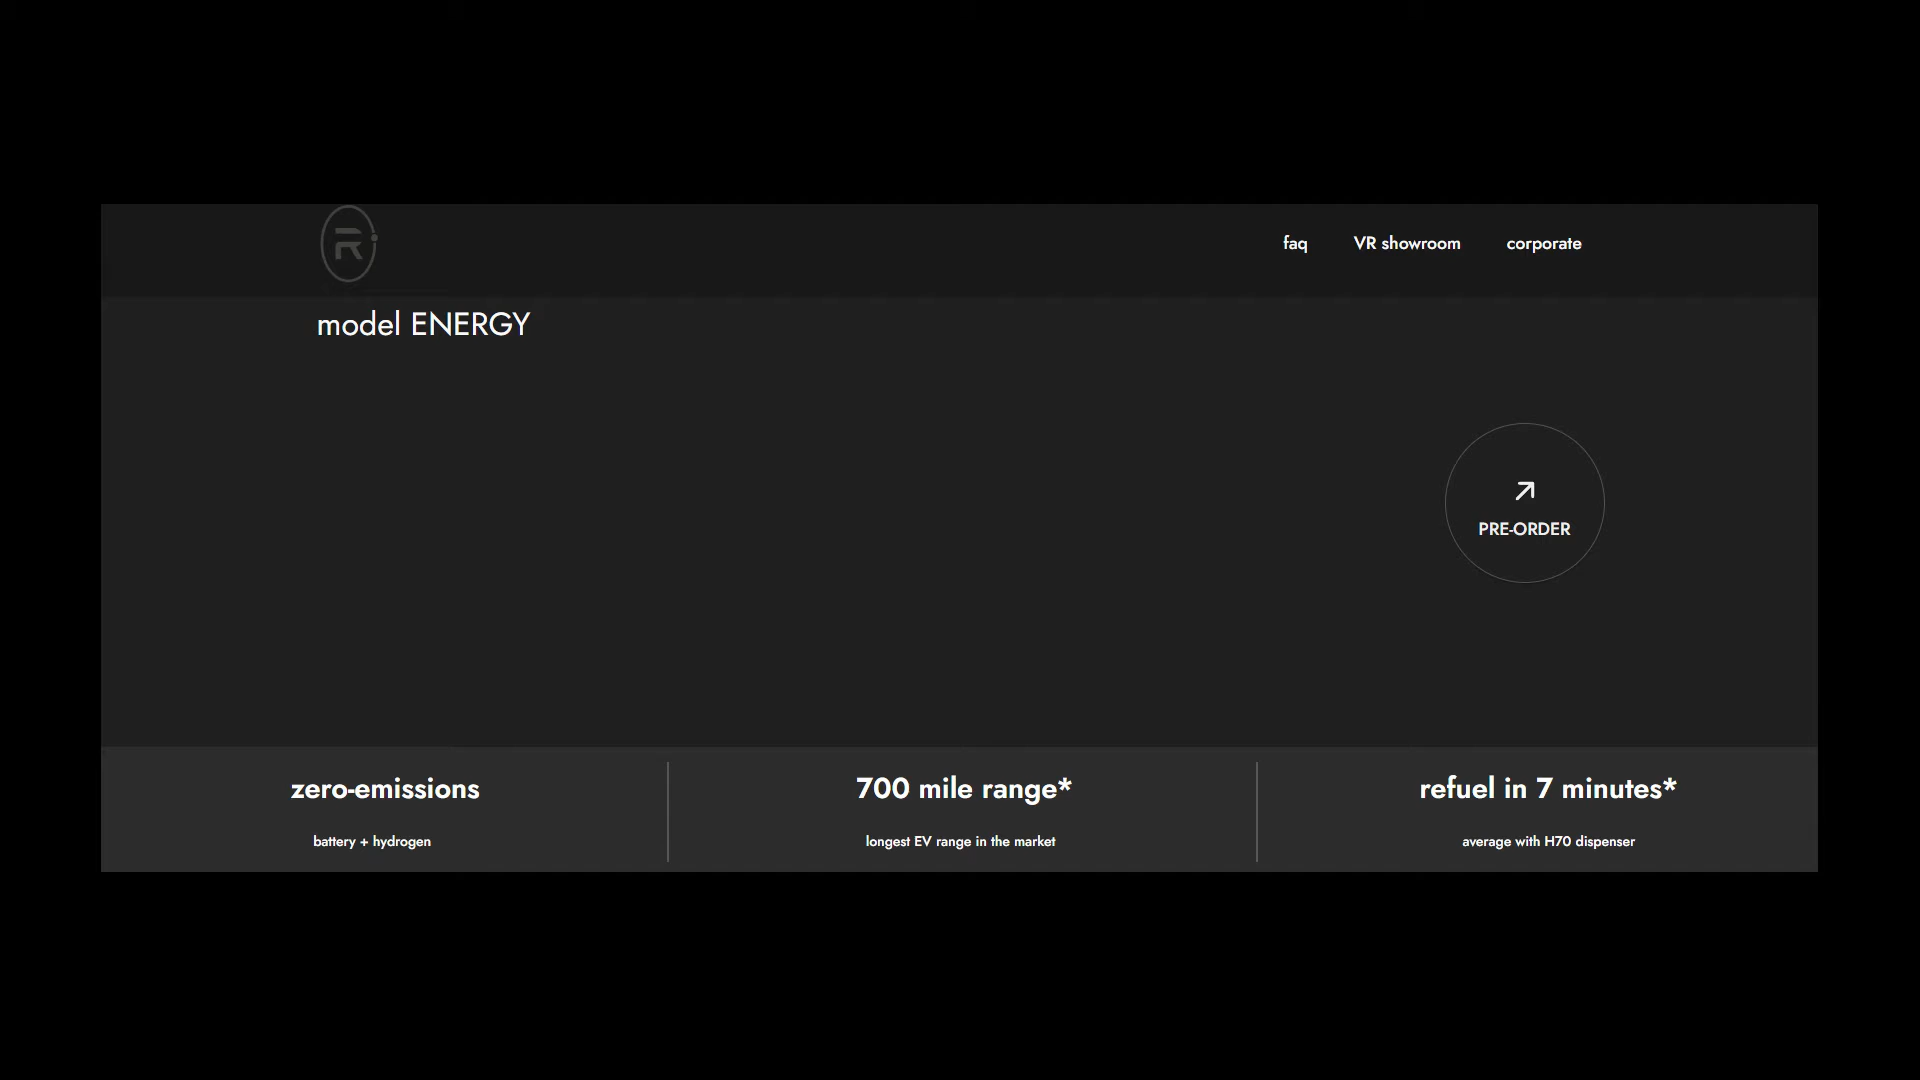 R
faq VR showroom corporate
model ENERGY
PRE-ORDER
zero-emissions
700 mile range*
refuel in 7 minutes*
battery + hydrogen
longest EV range in the market
average with H70 dispenser